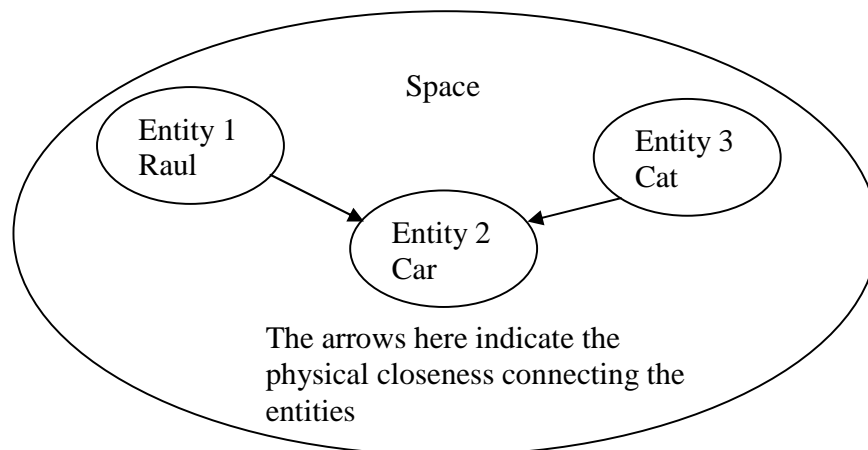 Space
Entity 1
Raul
Entity 3
Cat
Entity 2
Car
The arrows here indicate the
physical closeness connecting the
entities